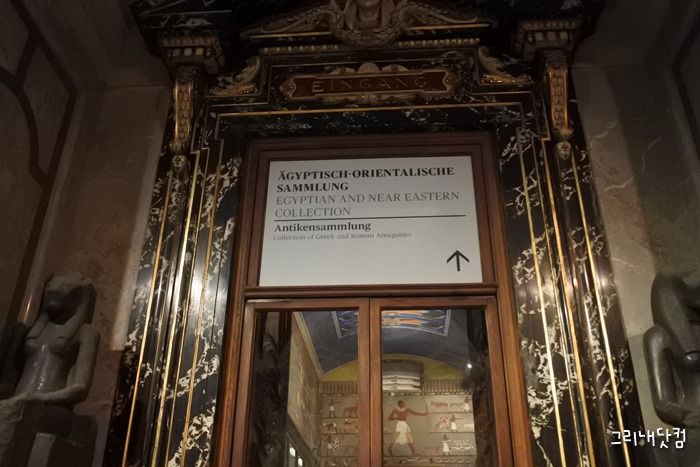 EINGANG
ÄGYPTISCH-ORIENTALISCHE
SAMMLUNG
EGYPTIAN AND NEAR EASTERN
COLLECTION
Antikensammlung
Collection of Greek and Roman Antiquities
그리내닷컴